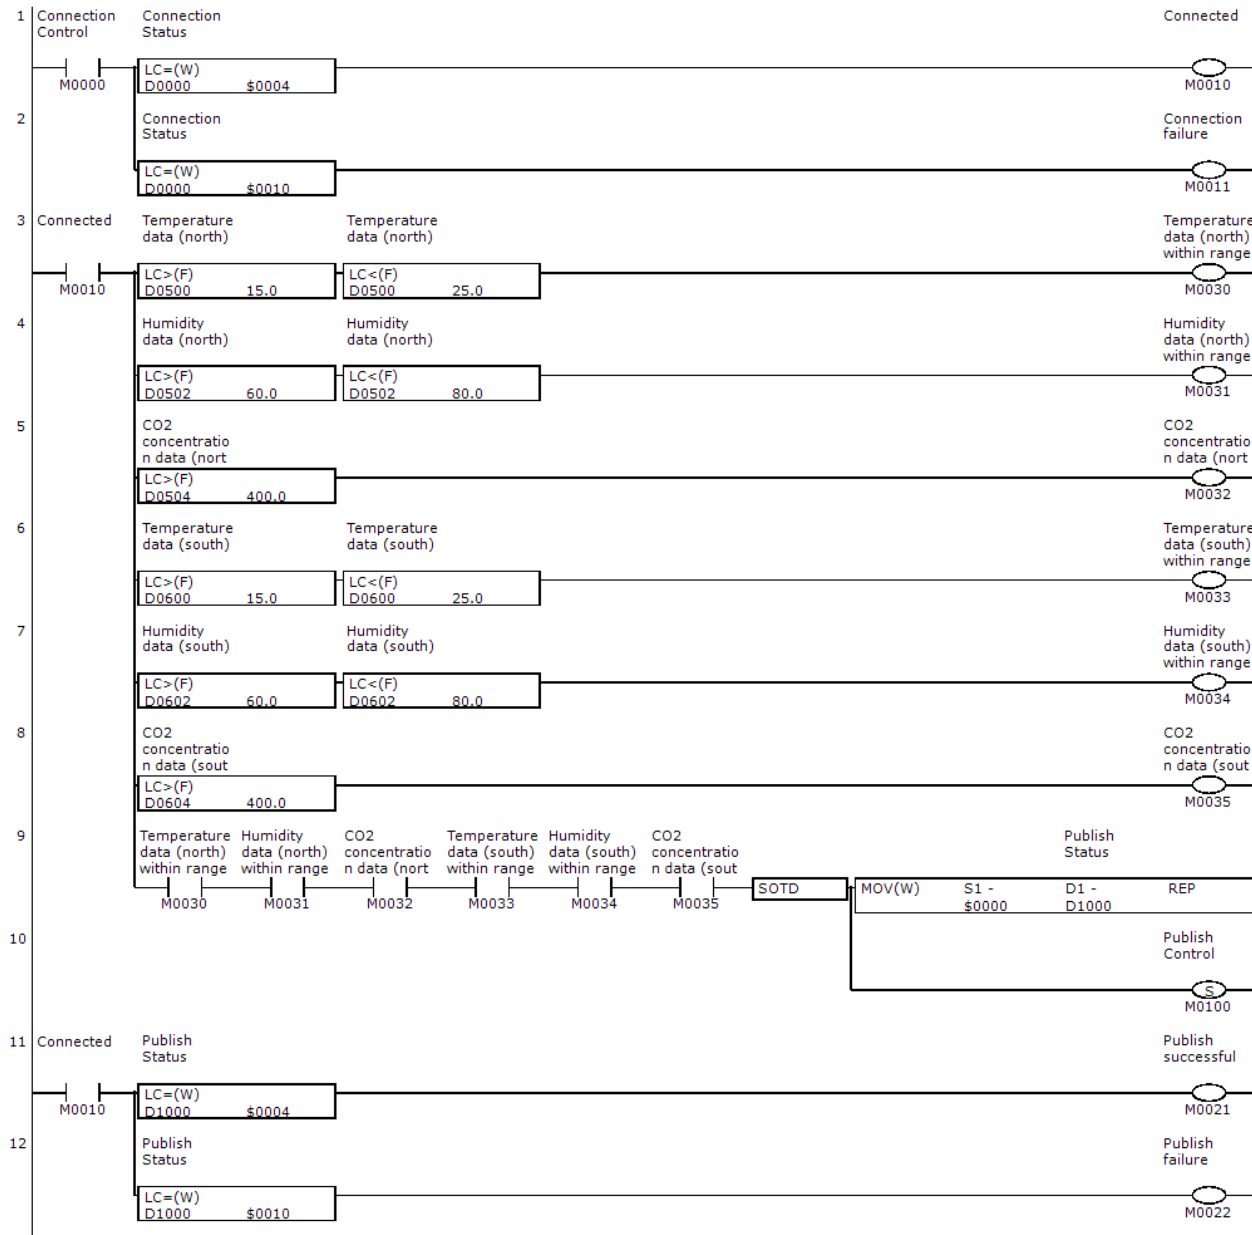 1 Connection Connection Connected
Control Status
LC=(W)
M0000 D0000 $0004 M0010
2 Connection Connection
Status failure
LC=(W)
D0000 $0010 M0011
3 Connected Temperature Temperature Temperature
data (north) data (north) data (north)
within range
LC>(F) LC<(F)
M0010 D0500 15.0 D0500 25.0 M0030
4 Humidity Humidity Humidity
data (north) data (north) data (north)
within range
LC>(F) LC<(F)
D0502 60.0 D0502 80.0 M0031
5 CO2 CO2
concentratio concentratio
n data (nort n data (nort
LC>(F)
D0504 400.0 M0032
6 Temperature Temperature Temperature
data (south) data (south) data (south)
within range
LC>(F) LC<(F)
D0600 15.0 D0600 25.0 M0033
7 Humidity Humidity Humidity
data (south) data (south) data (south)
within range
LC>(F) LC<(F)
D0602 60.0 D0602 80.0 M0034
8 CO2 CO2
concentratio concentratio
n data (sout n data (sout
LC>(F)
D0604 400.0 M0035
9 Temperature Humidity CO2 Temperature Humidity CO2 Publish
data (north) data (north) concentratio data (south) data (south) concentratio Status
within range within range n data (nort within range within range n data (sout
SOTD MOV(W) S1 - D1 - REP
M0030 M0031 M0032 M0033 M0034 M0035 $0000 D1000
10 Publish
Control
S
M0100
11 Connected Publish Publish
Status successful
LC=(W)
M0010 D1000 $0004 M0021
12 Publish Publish
Status failure
LC=(W)
D1000 $0010 M0022